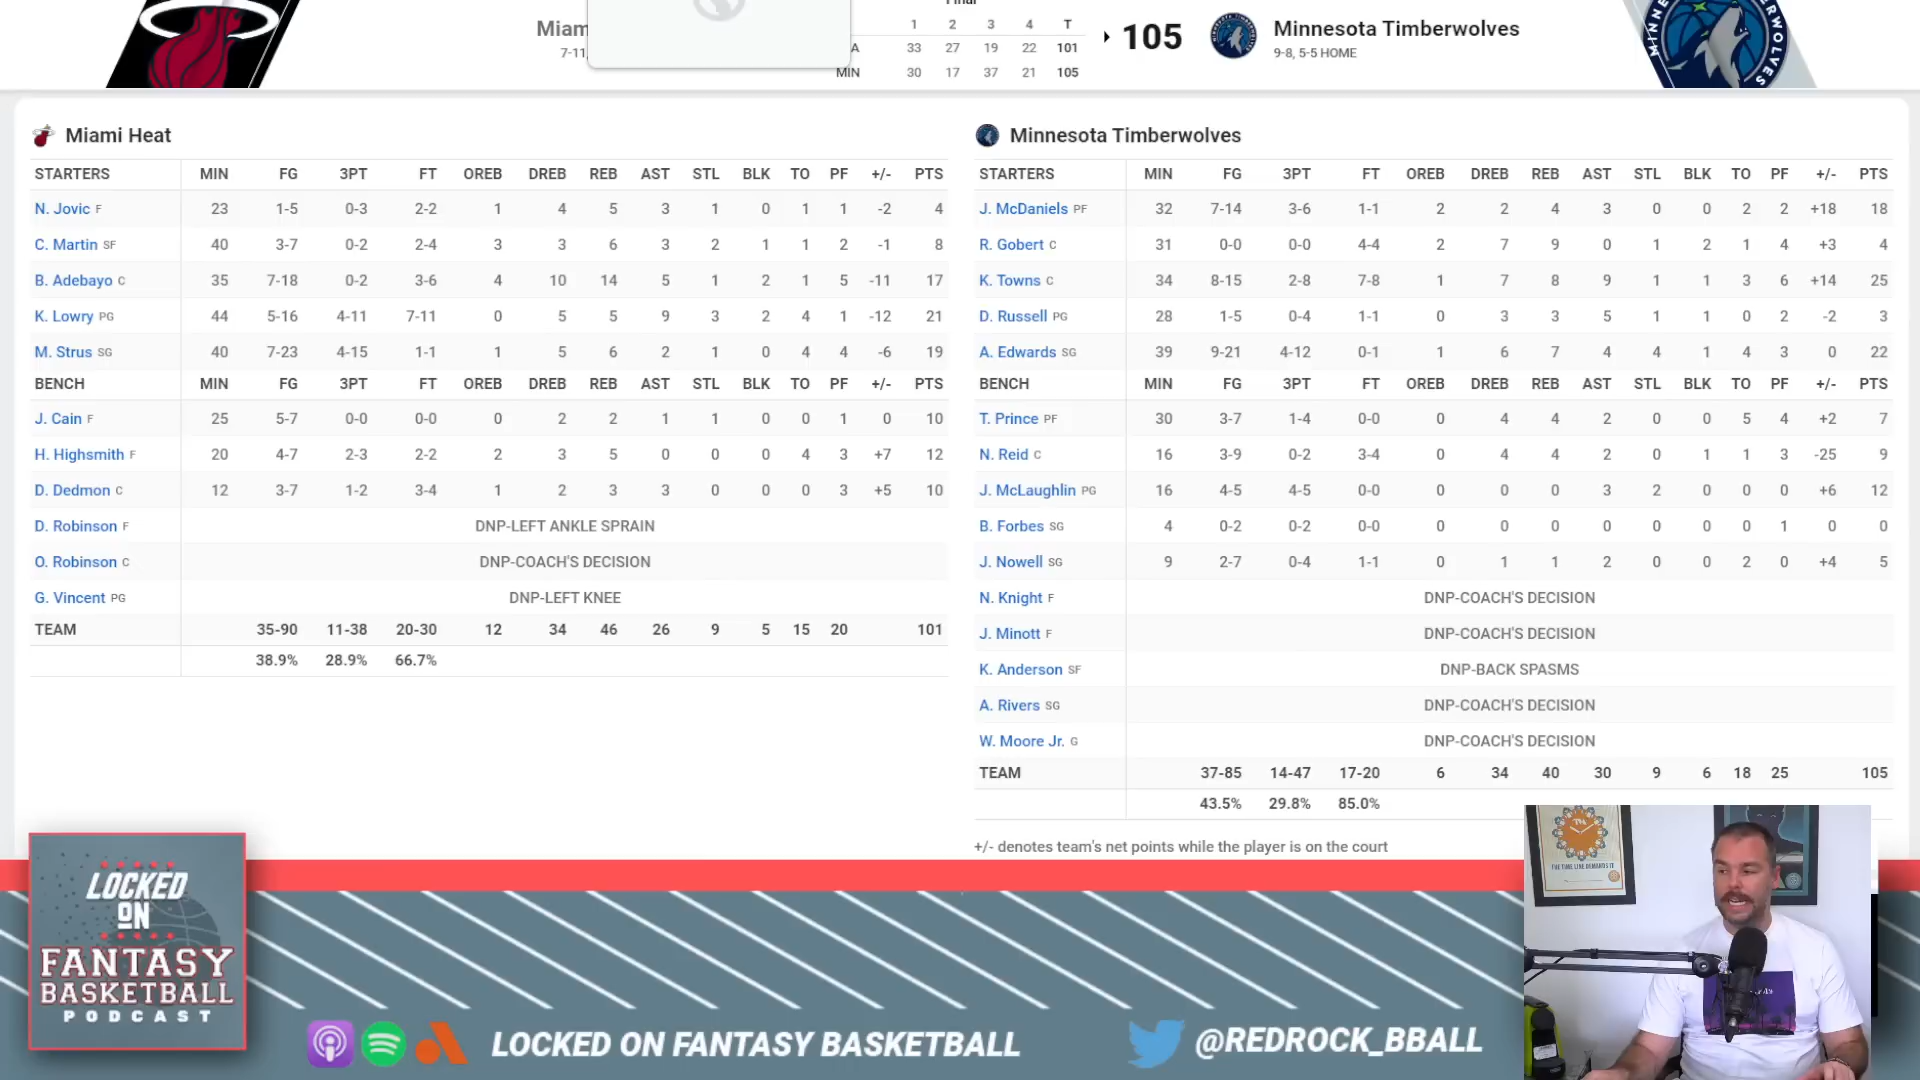 Final
Miam
7-11,
1 2 3 4 T
A 33 27 19 22 101
MIN 30 17 37 21 105
105
Minnesota Timberwolves
9-8, 5-5 HOME
Miami Heat
STARTERS MIN FG 3PT FT OREB DREB REB AST STL BLK TO PF +/- PTS
N. Jovic F 23 1-5 0-3 2-2 1 4 5 3 1 0 1 1 -2 4
C. Martin SF 40 3-7 0-2 2-4 3 3 6 3 2 1 1 2 -1 8
B. Adebayo C 35 7-18 0-2 3-6 4 10 14 5 1 2 1 5 -11 17
K. Lowry PG 44 5-16 4-11 7-11 0 5 5 9 3 2 4 1 -12 21
M. Strus SG 40 7-23 4-15 1-1 1 5 6 2 1 0 4 4 -6 19
BENCH MIN FG 3PT FT OREB DREB REB AST STL BLK TO PF +/- PTS
J. Cain F 25 5-7 0-0 0-0 0 2 2 1 1 0 0 1 0 10
H. Highsmith F 20 4-7 2-3 2-2 2 3 5 0 0 0 4 3 +7 12
D. Dedmon C 12 3-7 1-2 3-4 1 2 3 3 0 0 0 3 +5 10
D. Robinson F DNP-LEFT ANKLE SPRAIN
O. Robinson C DNP-COACH'S DECISION
G. Vincent PG DNP-LEFT KNEE
TEAM 35-90 11-38 20-30 12 34 46 26 9 5 15 20 101
38.9% 28.9% 66.7%
Minnesota Timberwolves
STARTERS MIN FG 3PT FT OREB DREB REB AST STL BLK TO PF +/- PTS
J. McDaniels PF 32 7-14 3-6 1-1 2 2 4 3 0 0 2 2 +18 18
R. Gobert C 31 0-0 0-0 4-4 2 7 9 0 1 2 1 4 +3 4
K. Towns C 34 8-15 2-8 7-8 1 7 8 9 1 1 3 6 +14 25
D. Russell PG 28 1-5 0-4 1-1 0 3 3 5 1 1 0 2 -2 3
A. Edwards SG 39 9-21 4-12 0-1 1 6 7 4 4 1 4 3 0 22
BENCH MIN FG 3PT FT OREB DREB REB AST STL BLK TO PF +/- PTS
T. Prince PF 30 3-7 1-4 0-0 0 4 4 2 0 0 5 4 +2 7
N. Reid C 16 3-9 0-2 3-4 0 4 4 2 0 1 1 3 -25 9
J. McLaughlin PG 16 4-5 4-5 0-0 0 0 0 3 2 0 0 0 +6 12
B. Forbes SG 4 0-2 0-2 0-0 0 0 0 0 0 0 0 1 0 0
J. Nowell SG 9 2-7 0-4 1-1 0 1 1 2 0 0 2 0 +4 5
N. Knight F DNP-COACH'S DECISION
J. Minott F DNP-COACH'S DECISION
K. Anderson SF DNP-BACK SPASMS
A. Rivers SG DNP-COACH'S DECISION
W. Moore Jr. G DNP-COACH'S DECISION
TEAM 37-85 14-47 17-20 6 34 40 30 9 6 18 25 105
43.5% 29.8% 85.0%
+/- denotes team's net points while the player is on the court
LOCKED
ON
FANTASY
BASKETBALL
PODCAST
LOCKED ON FANTASY BASKETBALL
@REDROCK_BBALL